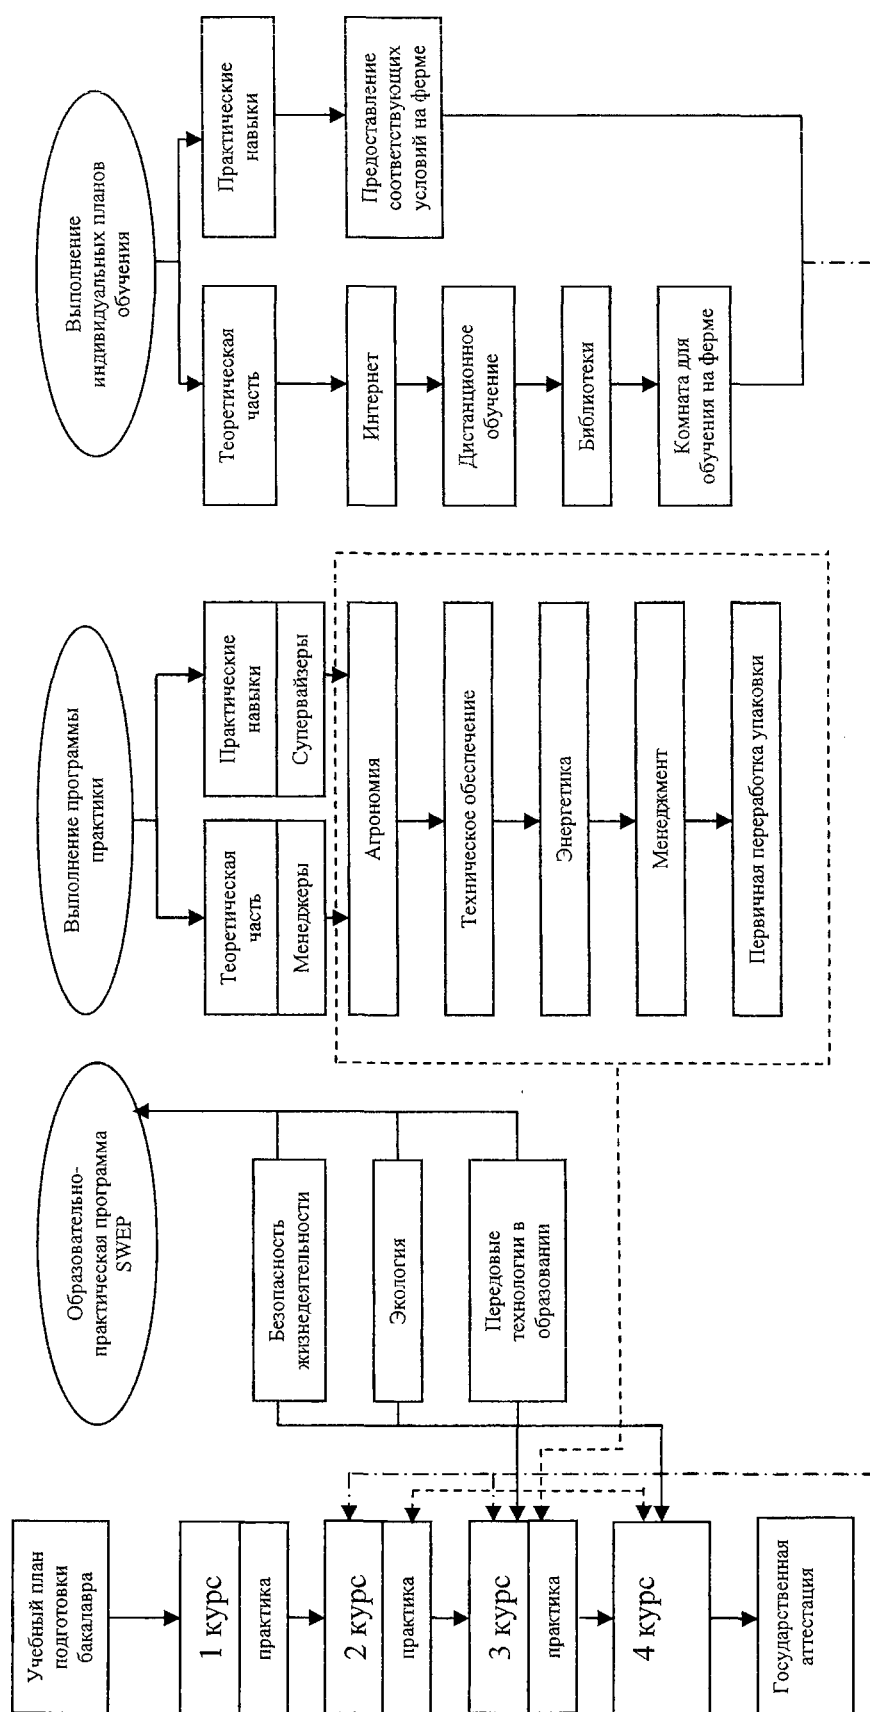 Учебный план
подготовки
бакалавра
1 курс
практика
2 курс
практика
3 курс
практика
4 курс
Государственная
аттестация
Образовательно-
практическая программа
SWEP
Безопасность
жизнедеятельности
Экология
Передовые
технологии в
образовании
Выполнение программы
практики
Теоретическая
часть
Менеджеры
Практические
навыки
Супервайзеры
Агрономия
Техническое обеспечение
Энергетика
Менеджмент
Первичная переработка упаковки
Выполнение
индивидуальных планов
обучения
Теоретическая
часть
Интернет
Дистанционное
обучение
Библиотеки
Комната для
обучения на ферме
Практические
навыки
Предоставление
соответствующих
условий на ферме